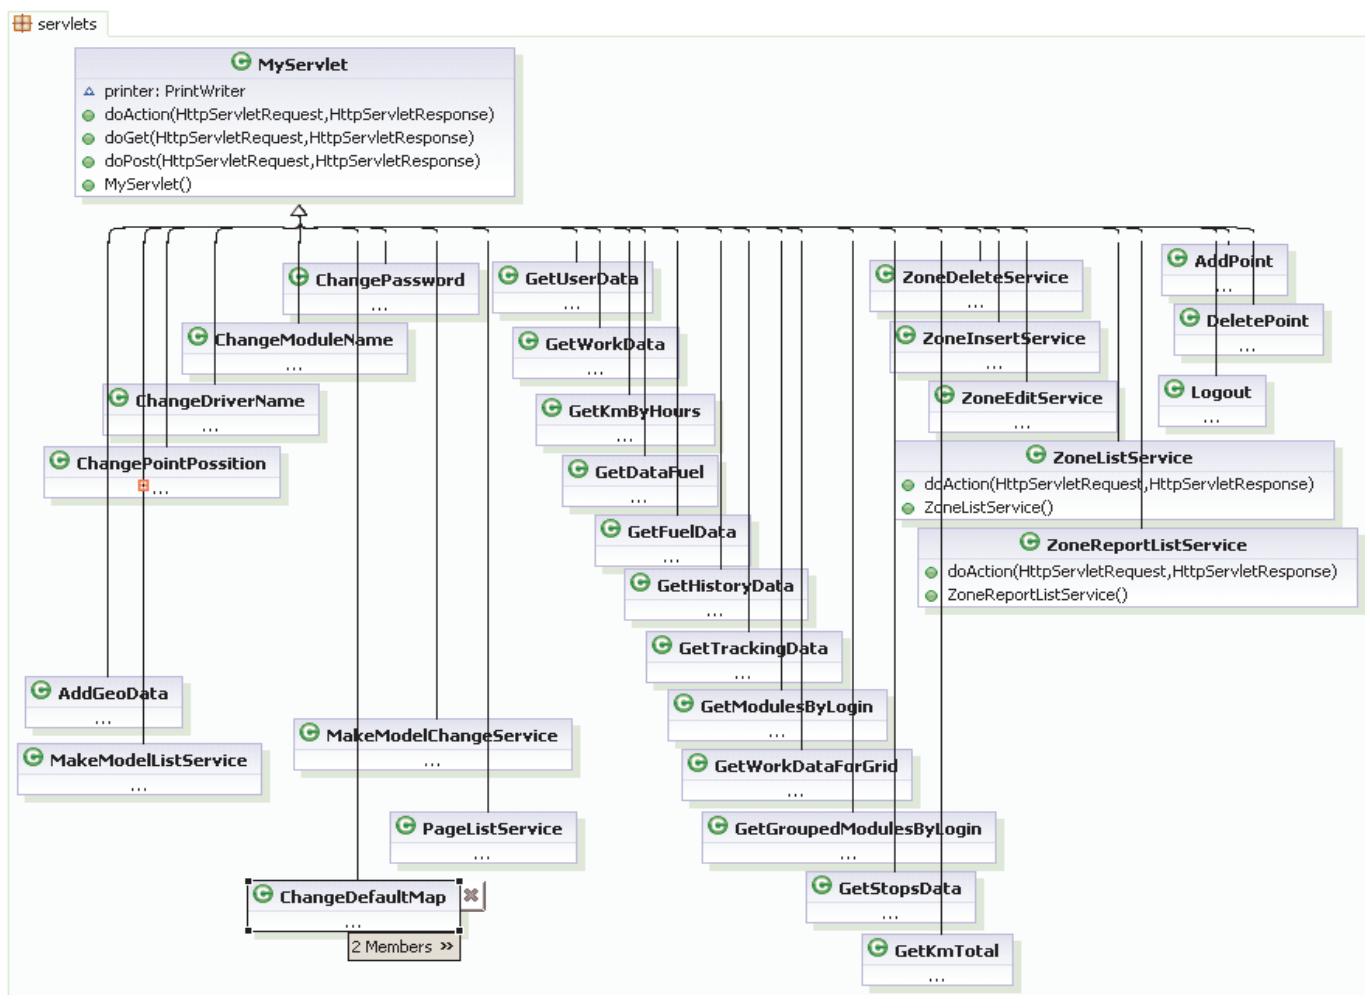 servlets
MyServlet
printer: PrintWriter
doAction(HttpServletRequest,HttpServletResponse)
doGet(HttpServletRequest,HttpServletResponse)
doPost(HttpServletRequest,HttpServletResponse)
MyServlet()
ChangePassword
...
ChangeModuleName
...
ChangeDriverName
...
ChangePointPossition
...
AddGeoData
...
MakeModelListService
...
MakeModelChangeService
...
PageListService
...
ChangeDefaultMap
...
2 Members »
GetUserData
...
GetWorkData
...
GetKmByHours
...
GetDataFuel
...
GetFuelData
...
GetHistoryData
...
GetTrackingData
...
GetModulesByLogin
...
GetWorkDataForGrid
...
GetGroupedModulesByLogin
...
GetStopsData
...
GetKmTotal
...
ZoneDeleteService
...
ZoneInsertService
...
ZoneEditService
...
ZoneListService
doAction(HttpServletRequest,HttpServletResponse)
ZoneListService()
ZoneReportListService
doAction(HttpServletRequest,HttpServletResponse)
ZoneReportListService()
AddPoint
...
DeletePoint
...
Logout
...